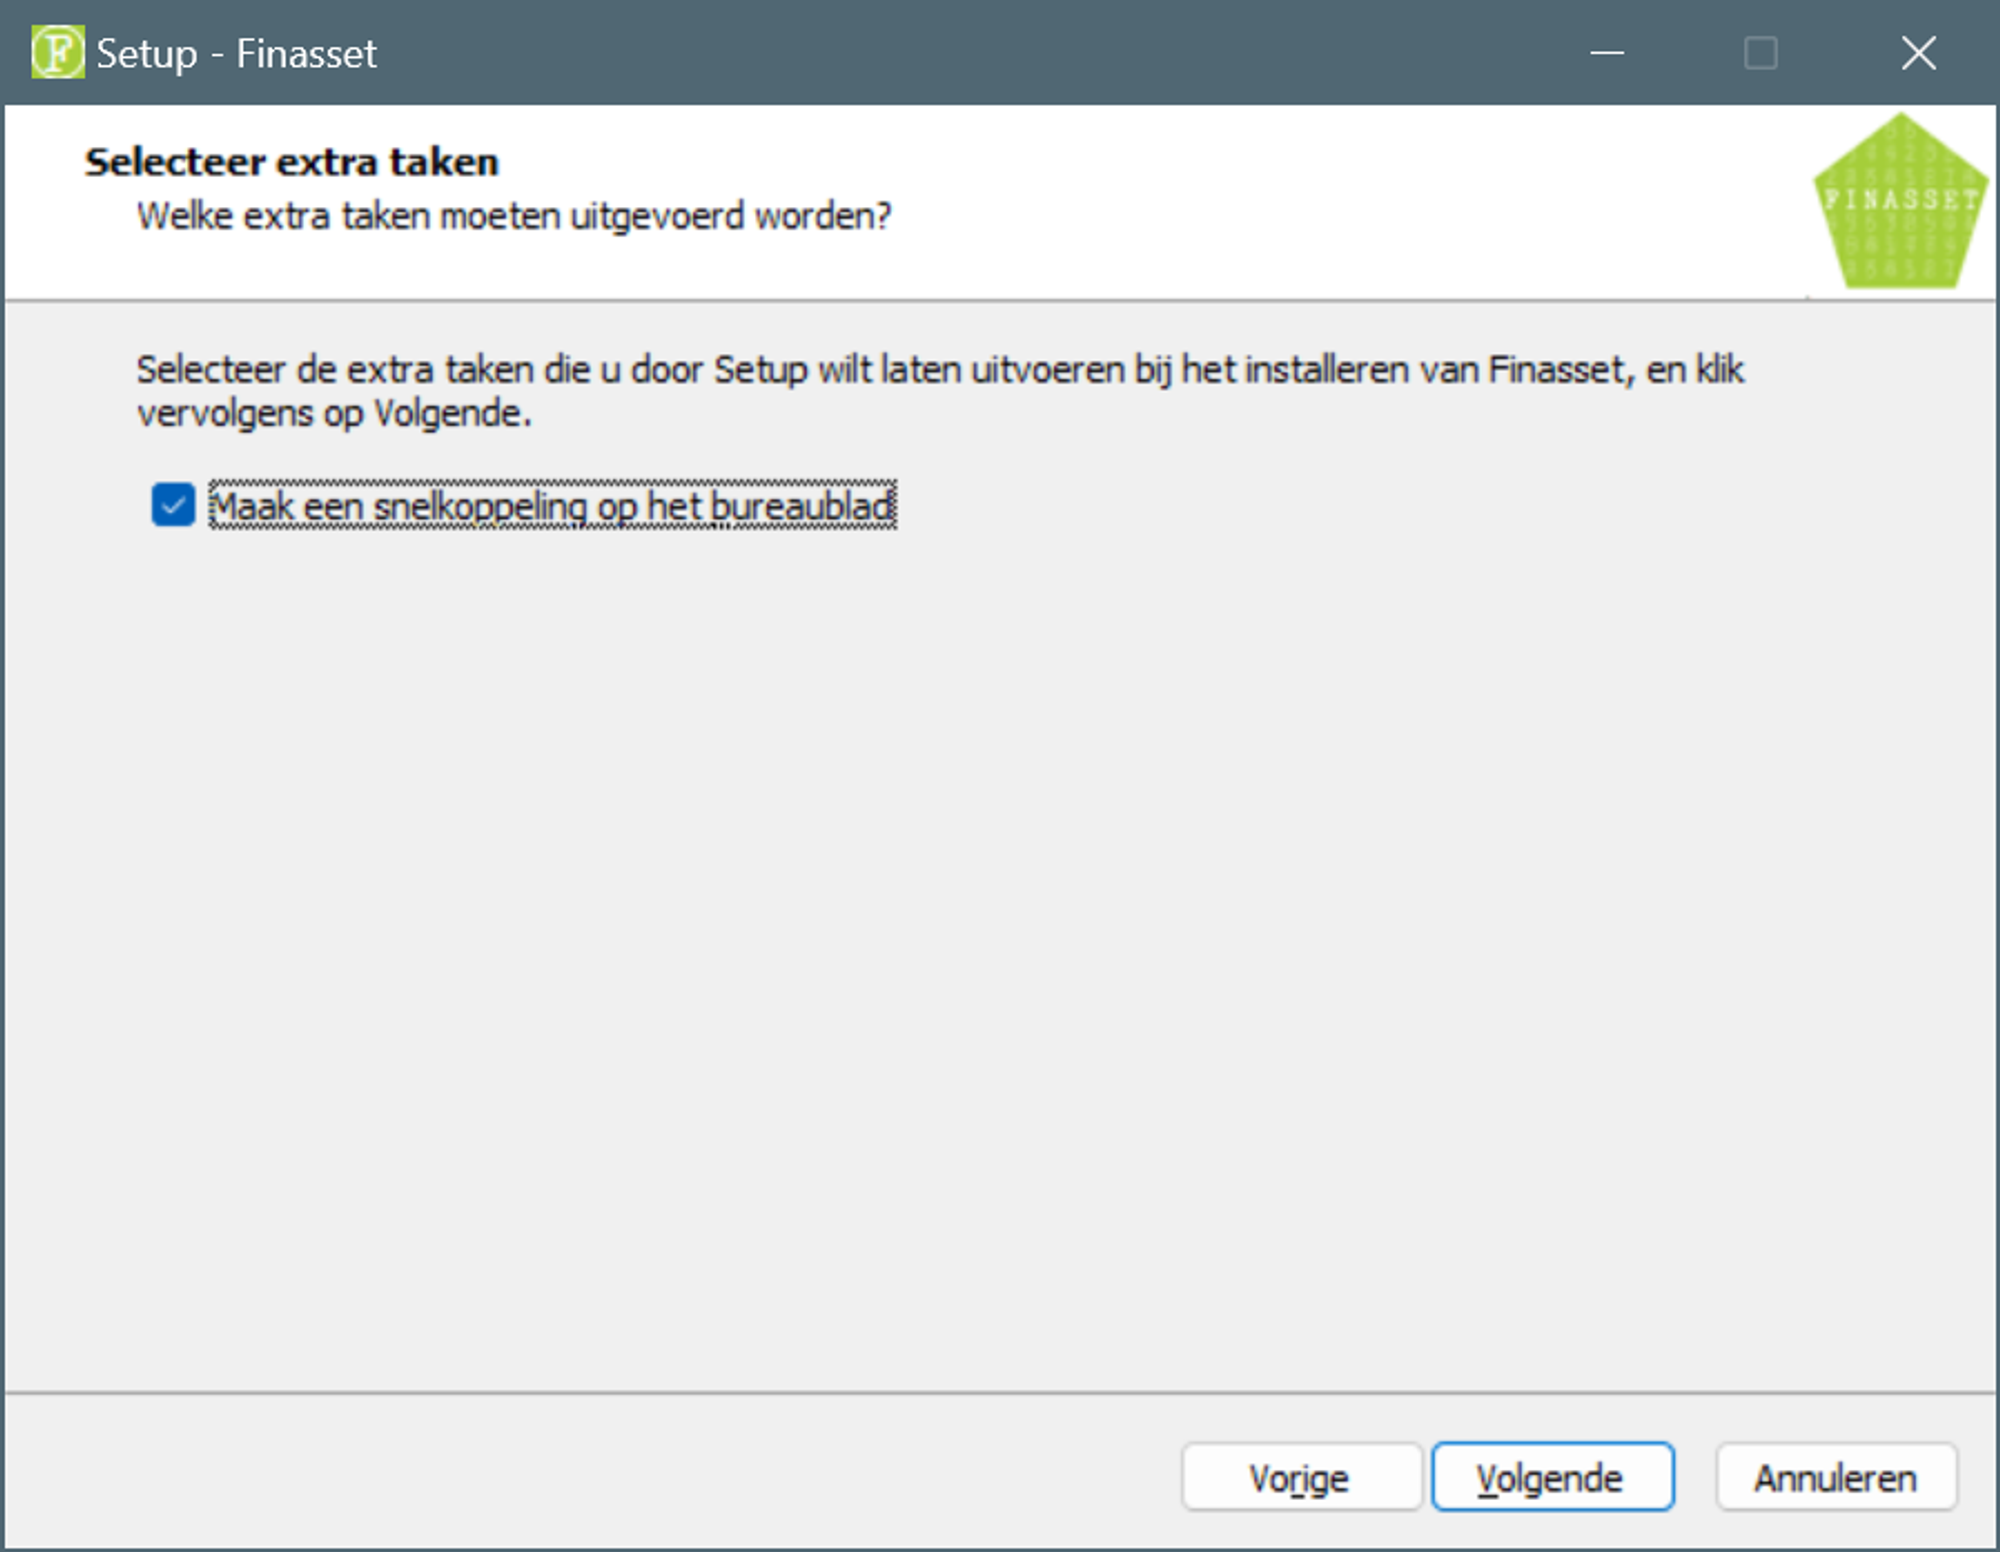 Setup - Finasset
Selecteer extra taken
Welke extra taken moeten uitgevoerd worden?
FINASSET
Selecteer de extra taken die u door Setup wilt laten uitvoeren bij het installeren van Finasset, en klik
vervolgens op Volgende.
Maak een snelkoppeling op het bureaublad
Vorige
Volgende
Annuleren